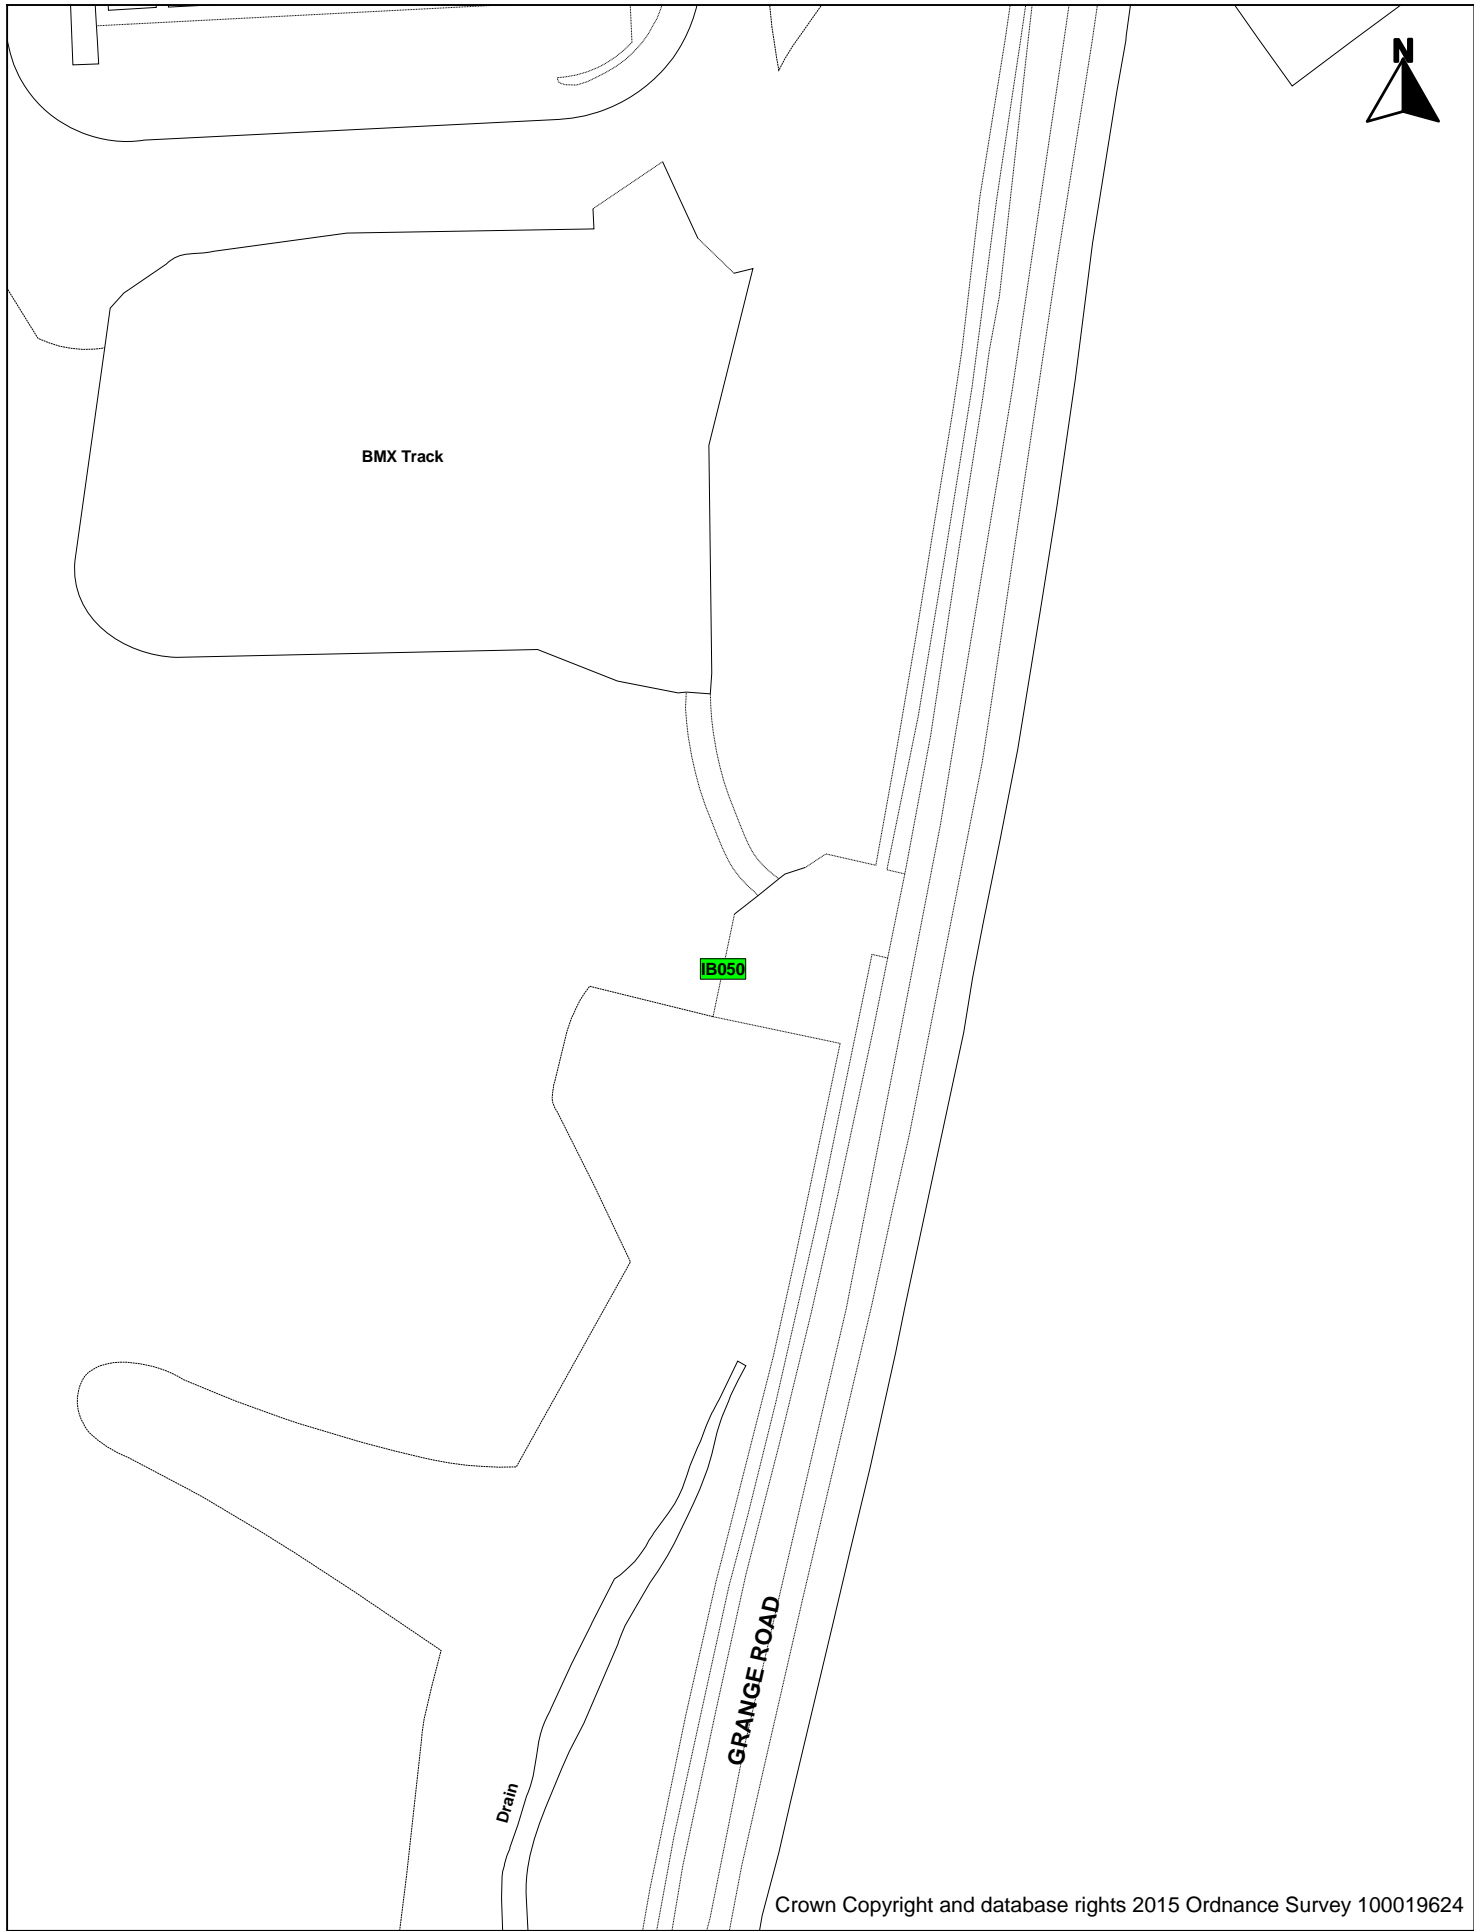 N
BMX Track
IB050
GRANGE ROAD
Drain
Crown Copyright and database rights 2015 Ordnance Survey 100019624